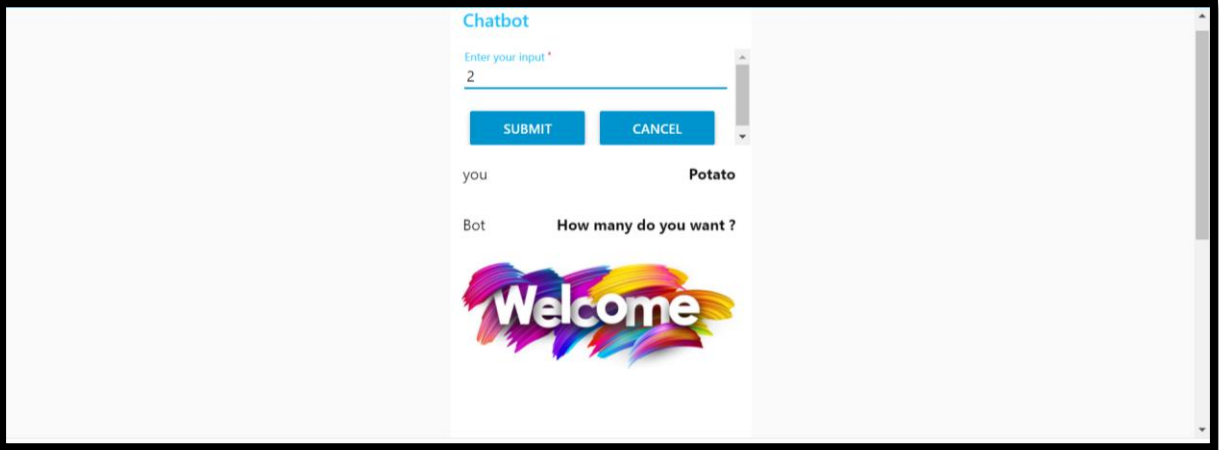 Chatbot
Enter your input *
2
SUBMIT CANCEL
you Potato
Bot How many do you want ?
Welcome